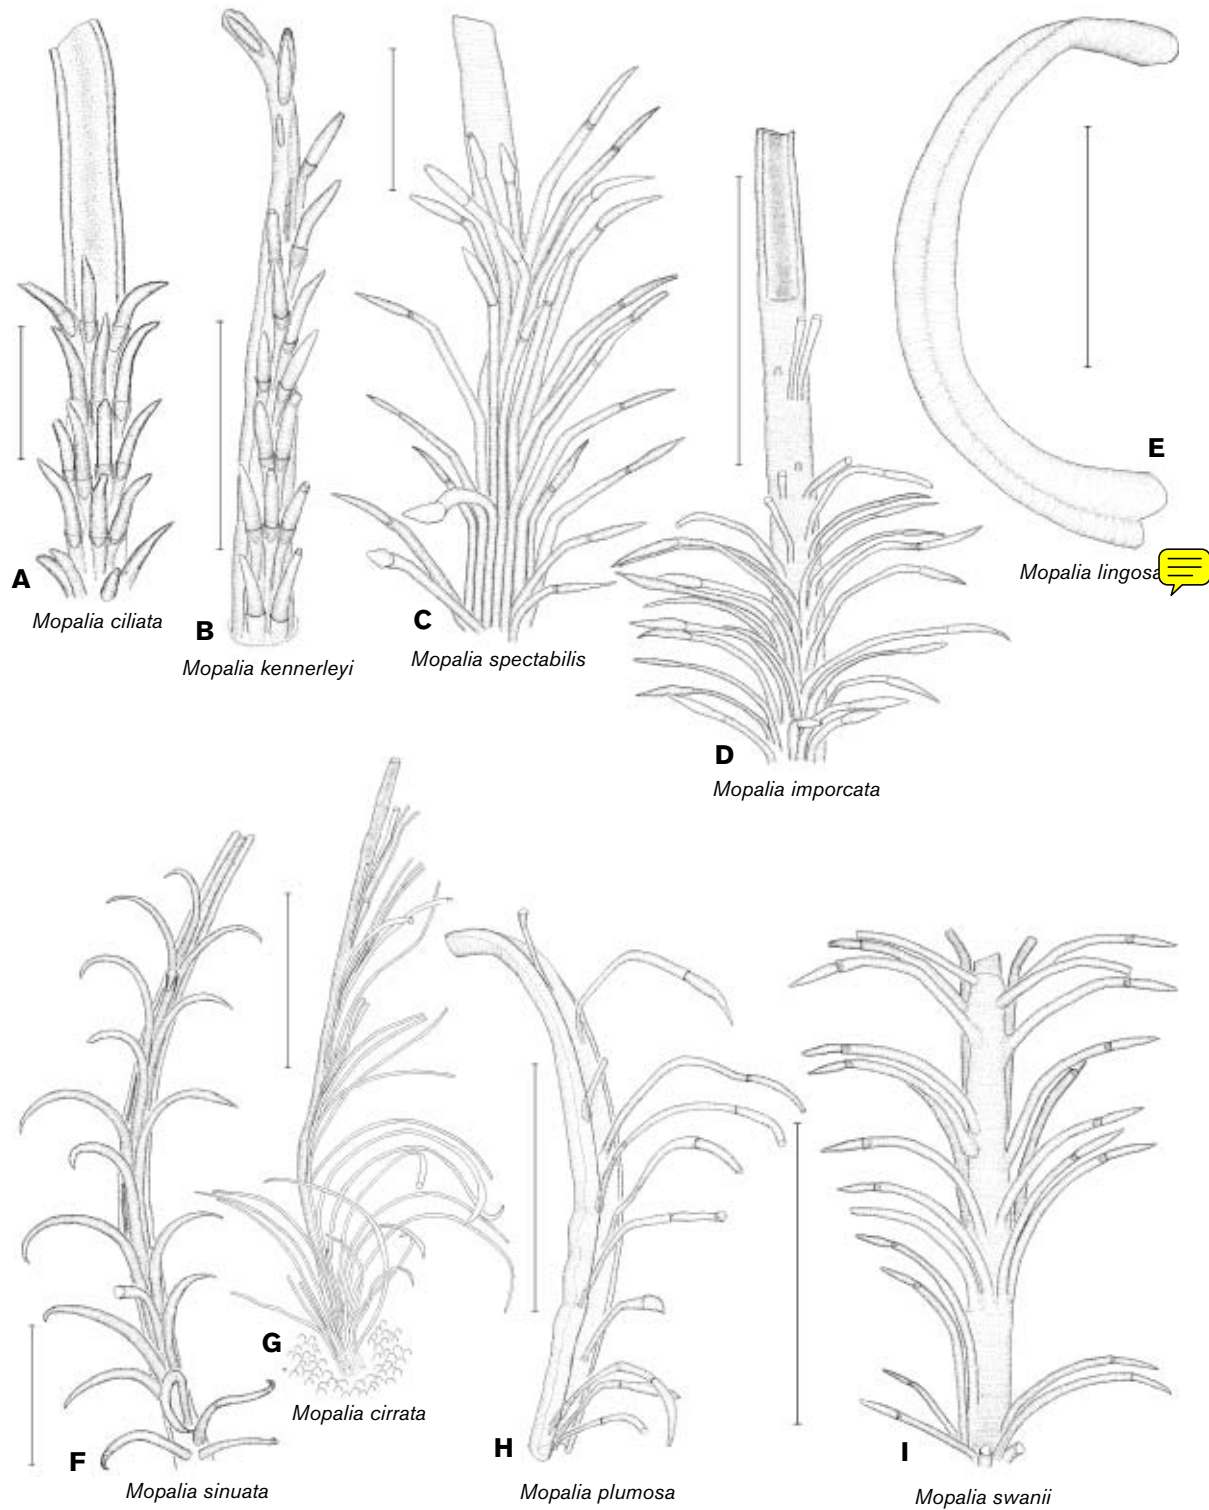 A
Mopalia ciliata
B
Mopalia kennerleyi
C
Mopalia spectabilis
D
Mopalia imporcata
E
Mopalia lingosa
F
Mopalia sinuata
G
Mopalia cirrata
H
Mopalia plumosa
I
Mopalia swanii